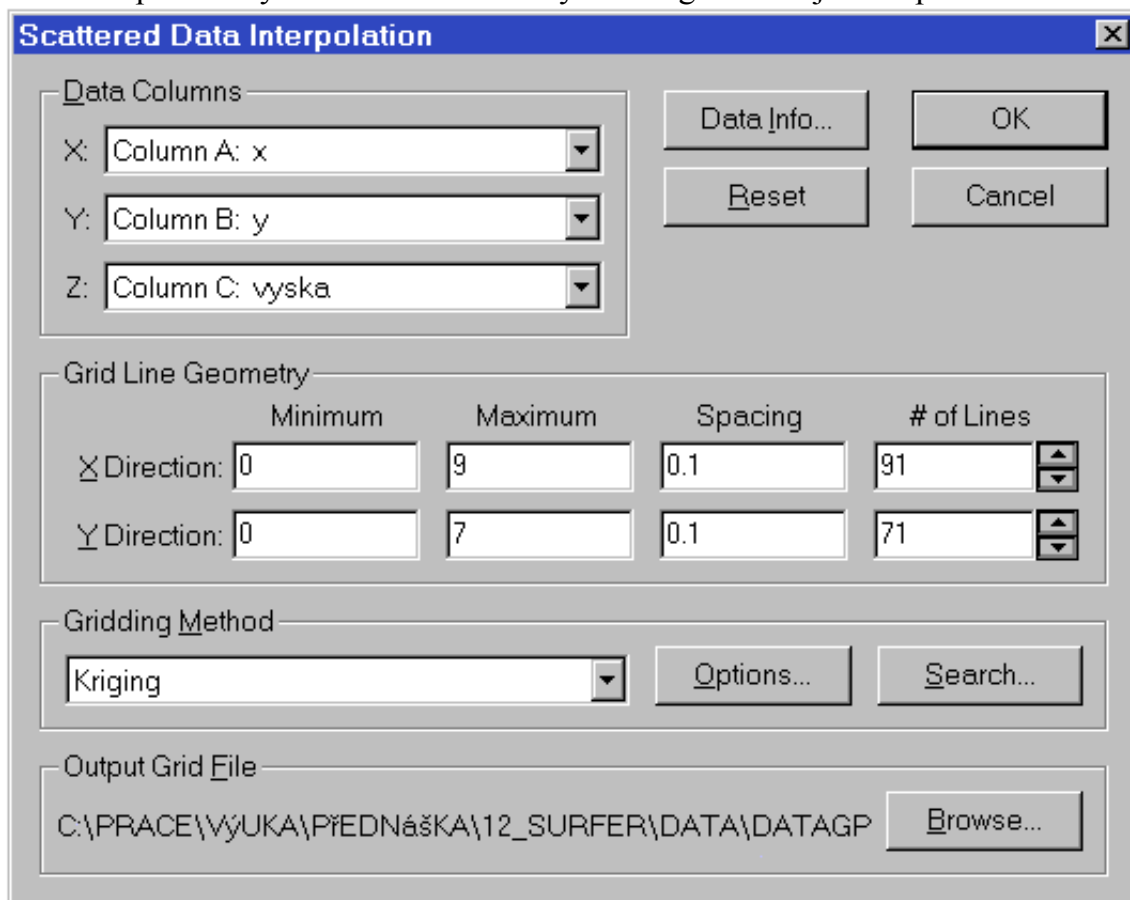 Scattered Data Interpolation
Data Columns
X: Column A: x
Y: Column B: y
Z: Column C: vyska
Data Info...
OK
Reset
Cancel
Grid Line Geometry
Minimum Maximum Spacing # of Lines
X Direction: 0 9 0.1 91
Y Direction: 0 7 0.1 71
Gridding Method
Kriging
Options...
Search...
Output Grid File
C:\PRACE\VýUKA\PřEDNášKA\12_SURFER\DATA\DATAGP
Browse...